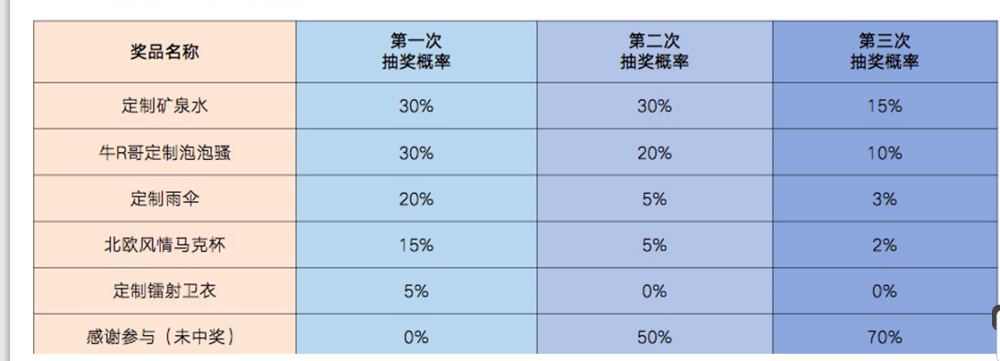 奖品名称 第一次 抽奖概率 第二次 抽奖概率 第三次 抽奖概率
定制矿泉水 30% 30% 15%
牛R哥定制泡泡骚 30% 20% 10%
定制雨伞 20% 5% 3%
北欧风情马克杯 15% 5% 2%
定制镭射卫衣 5% 0% 0%
感谢参与（未中奖） 0% 50% 70%